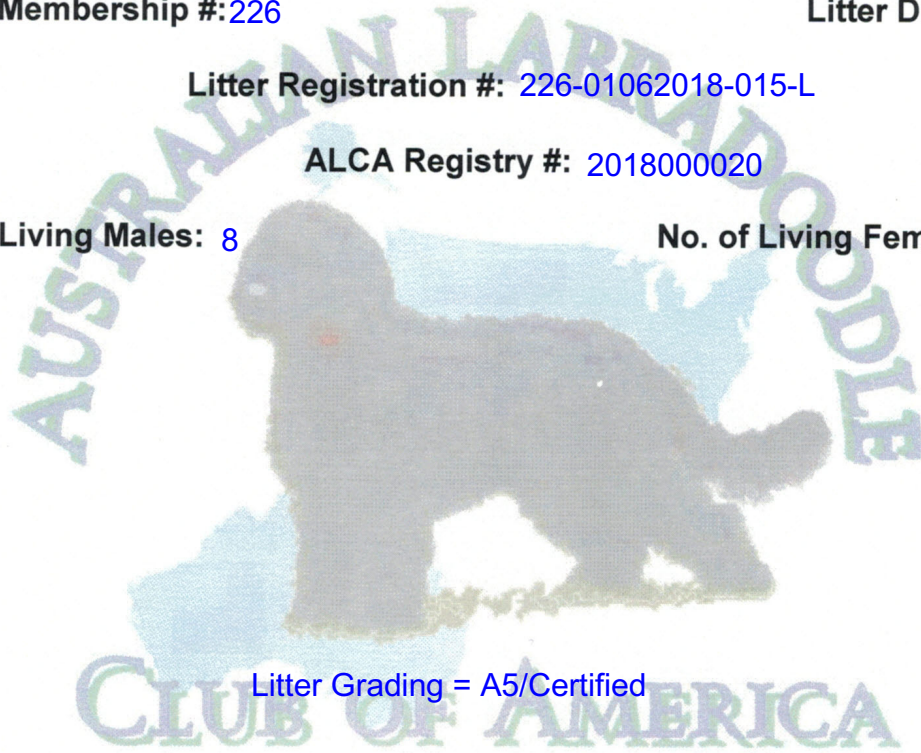 Membership #: 226 Litter D
Litter Registration #: 226-01062018-015-L
ALCA Registry #: 2018000020
Living Males: 8 No. of Living Fem
AUSTRALIAN LABRADOODLE
Litter Grading = A5/Certified
CLUB OF AMERICA